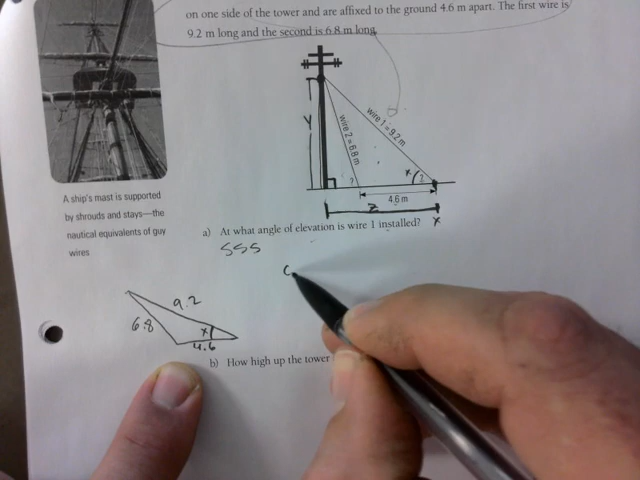 on one side of the tower and are affixed to the ground 4.6 m apart. The first wire is
9.2 m long and the second is 6.8 m long.
wire 1 = 9.2 m
wire 2 = 6.8 m
y
?
x
?
4.6 m
z
x
A ship's mast is supported
by shrouds and stays—the
nautical equivalents of guy
wires
a) At what angle of elevation is wire 1 installed?
SSS
C
9.2
6.8
x
4.6
b) How high up the tower